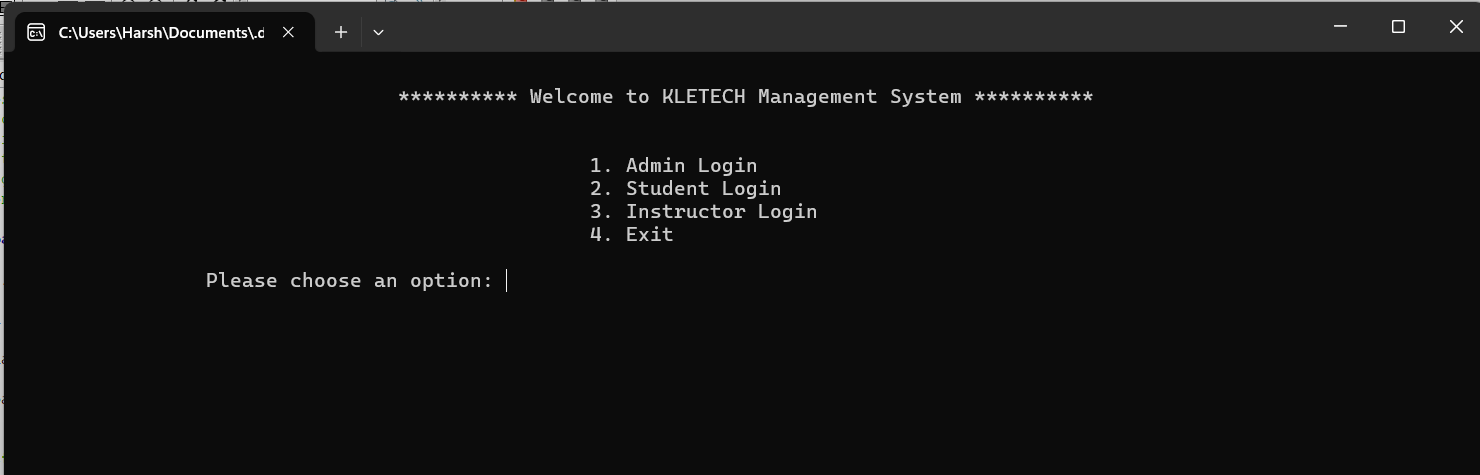 C:\Users\Harsh\Documents\.d
********** Welcome to KLETECH Management System **********
1. Admin Login
2. Student Login
3. Instructor Login
4. Exit
Please choose an option: